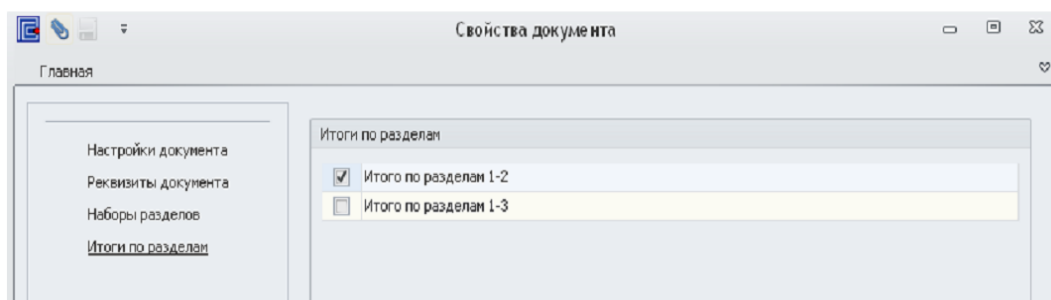 Свойства документа
Главная
Настройки документа
Реквизиты документа
Наборы разделов
Итоги по разделам
Итоги по разделам
Итого по разделам 1-2
Итого по разделам 1-3